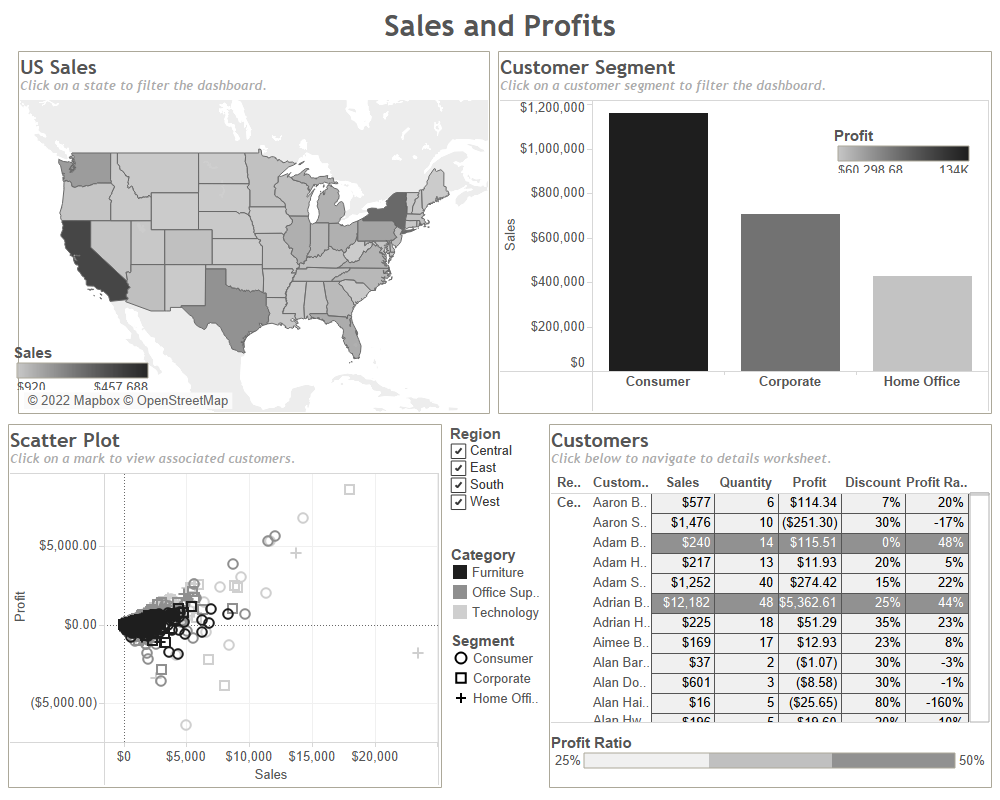 Sales and Profits
US Sales
Click on a state to filter the dashboard.
Sales
$920 $457,688
© 2022 Mapbox © OpenStreetMap
Customer Segment
Click on a customer segment to filter the dashboard.
$1,200,000
$1,000,000
$800,000
$600,000
$400,000
$200,000
$0
Sales
Profit
$60,298.68 134K
Consumer Corporate Home Office
Scatter Plot
Click on a mark to view associated customers.
$5,000.00
$0.00
($5,000.00)
Profit
$0 $5,000 $10,000 $15,000 $20,000
Sales
Region
Central
East
South
West
Category
Furniture
Office Sup..
Technology
Segment
Consumer
Corporate
Home Offi..
Customers
Click below to navigate to details worksheet.
Re.. Custom.. Sales Quantity Profit Discount Profit Ra..
Ce.. Aaron B.. $577 6 $114.34 7% 20%
Aaron S.. $1,476 10 ($251.30) 30% -17%
Adam B.. $240 14 $115.51 0% 48%
Adam H.. $217 13 $11.93 20% 5%
Adam S.. $1,252 40 $274.42 15% 22%
Adrian B.. $12,182 48 $5,362.61 25% 44%
Adrian H.. $225 18 $51.29 35% 23%
Aimee B.. $169 17 $12.93 23% 8%
Alan Bar.. $37 2 ($1.07) 30% -3%
Alan Do.. $601 3 ($8.58) 30% -1%
Alan Hai.. $16 5 ($25.65) 80% -160%
Alan Hw.. $196 5 $19.60 20% 10%
Profit Ratio
25% 50%